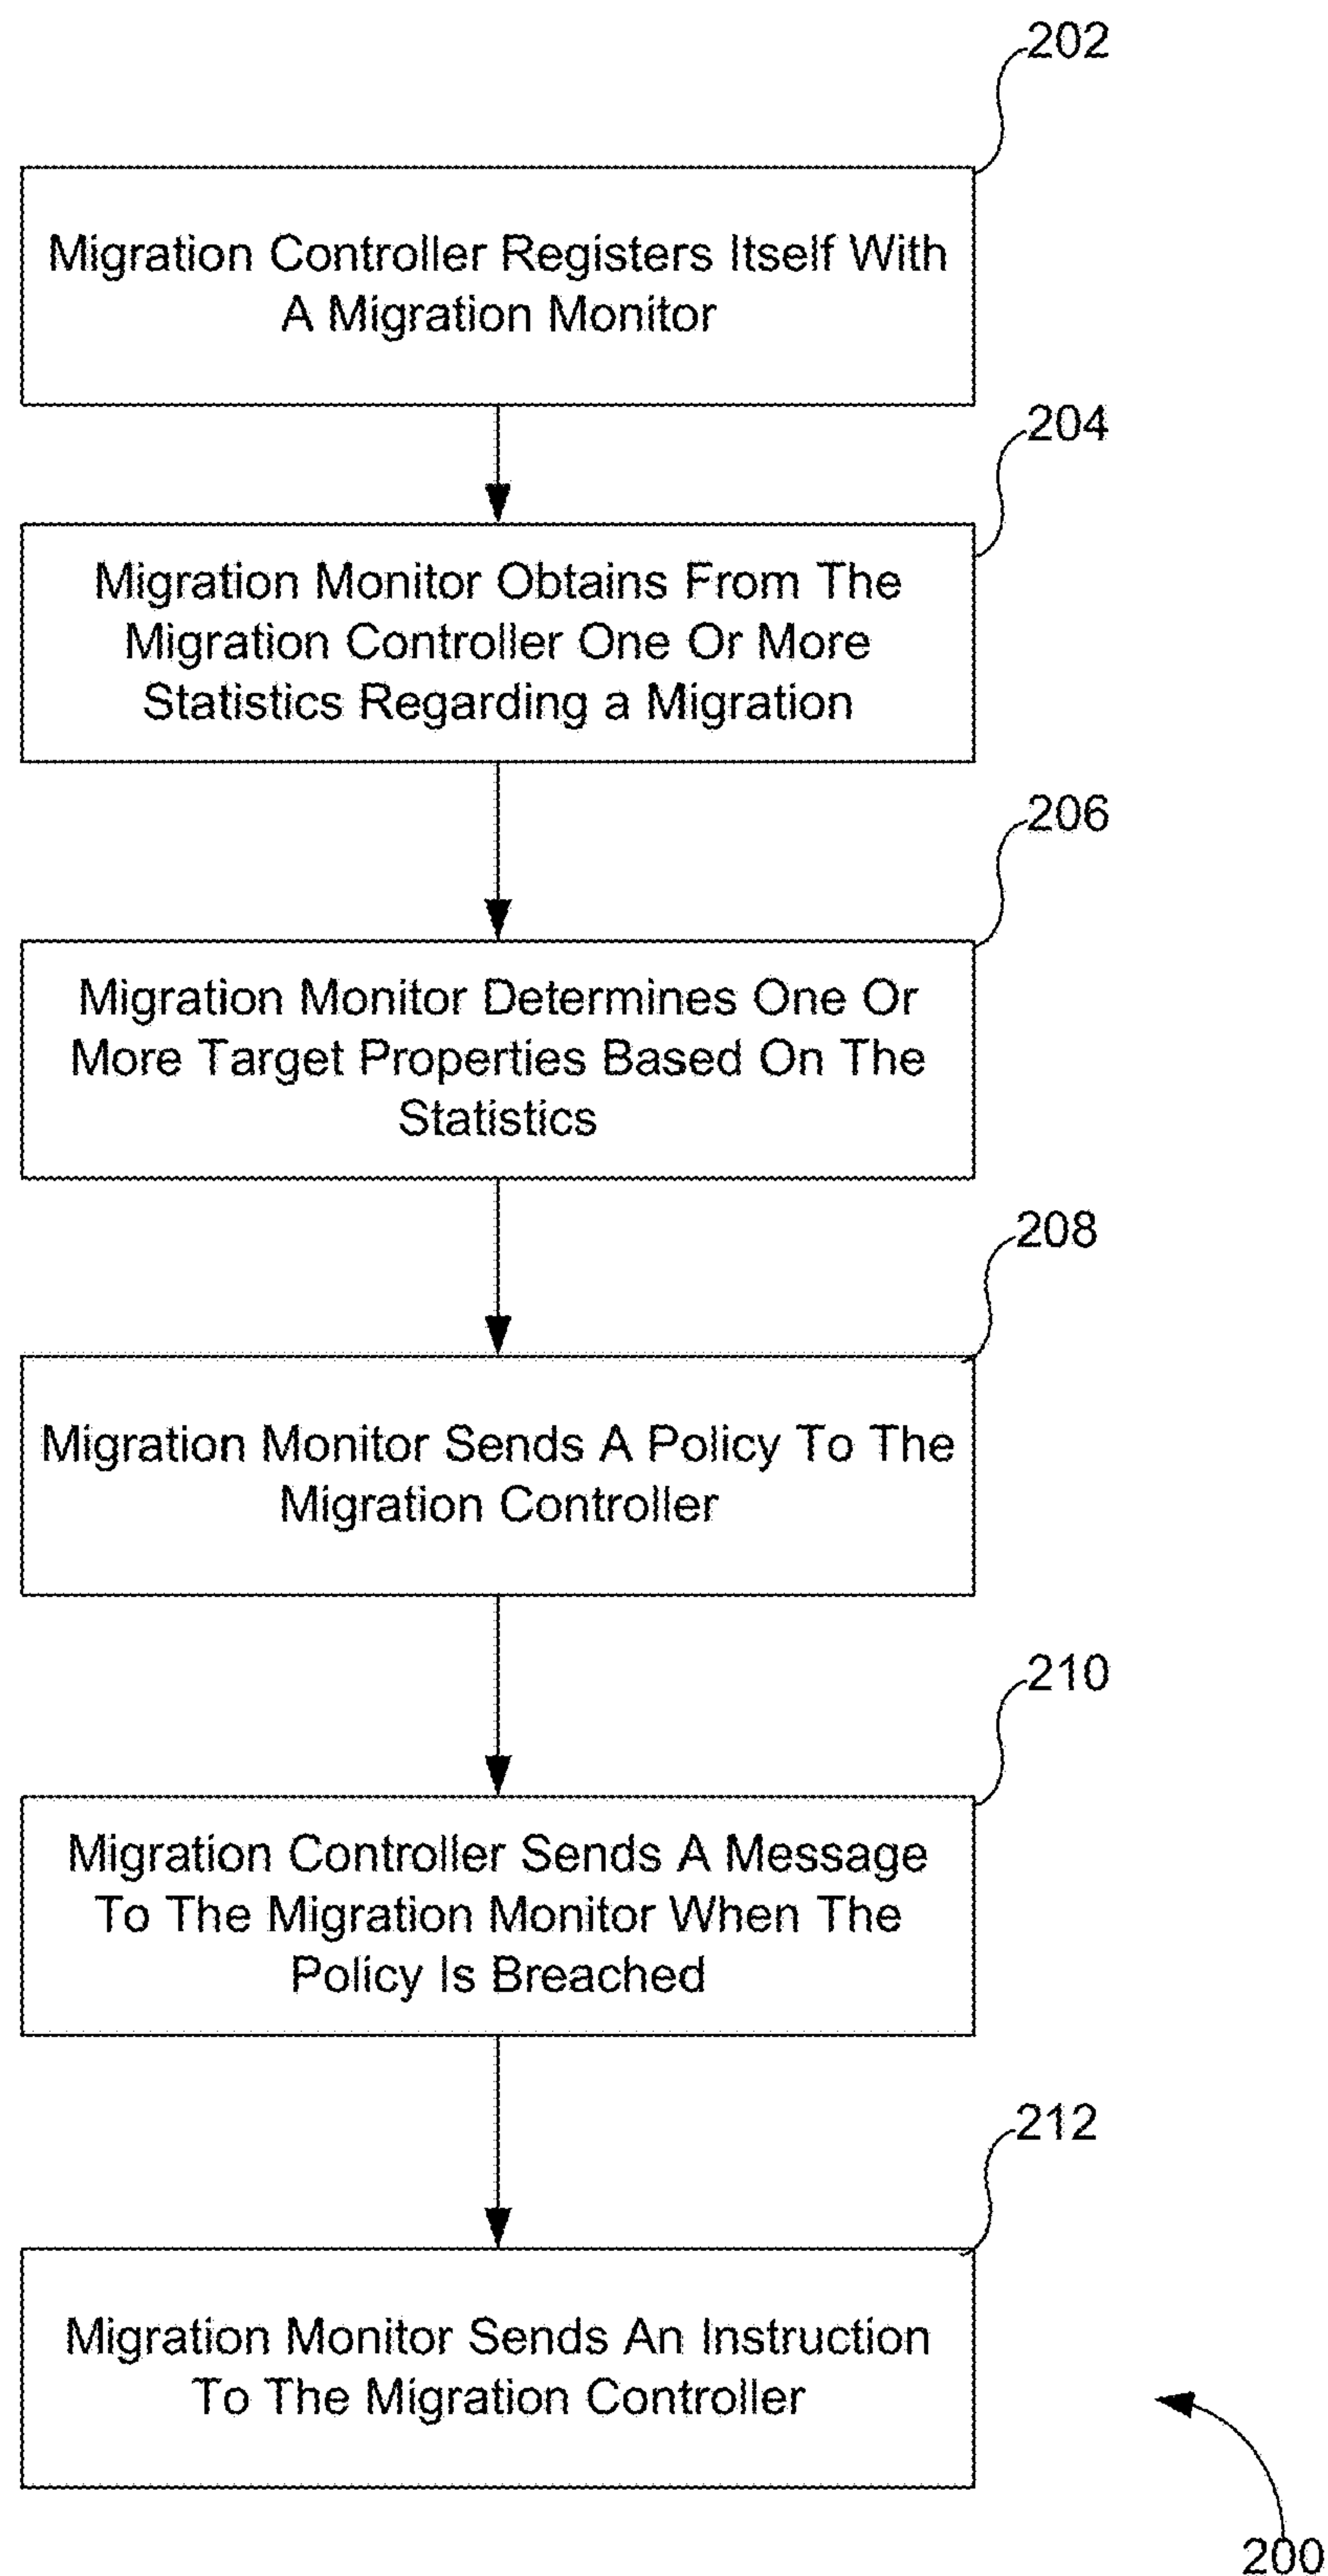 202
Migration Controller Registers Itself With
A Migration Monitor
204
Migration Monitor Obtains From The
Migration Controller One Or More
Statistics Regarding a Migration
206
Migration Monitor Determines One Or
More Target Properties Based On The
Statistics
208
Migration Monitor Sends A Policy To The
Migration Controller
210
Migration Controller Sends A Message
To The Migration Monitor When The
Policy Is Breached
212
Migration Monitor Sends An Instruction
To The Migration Controller
200